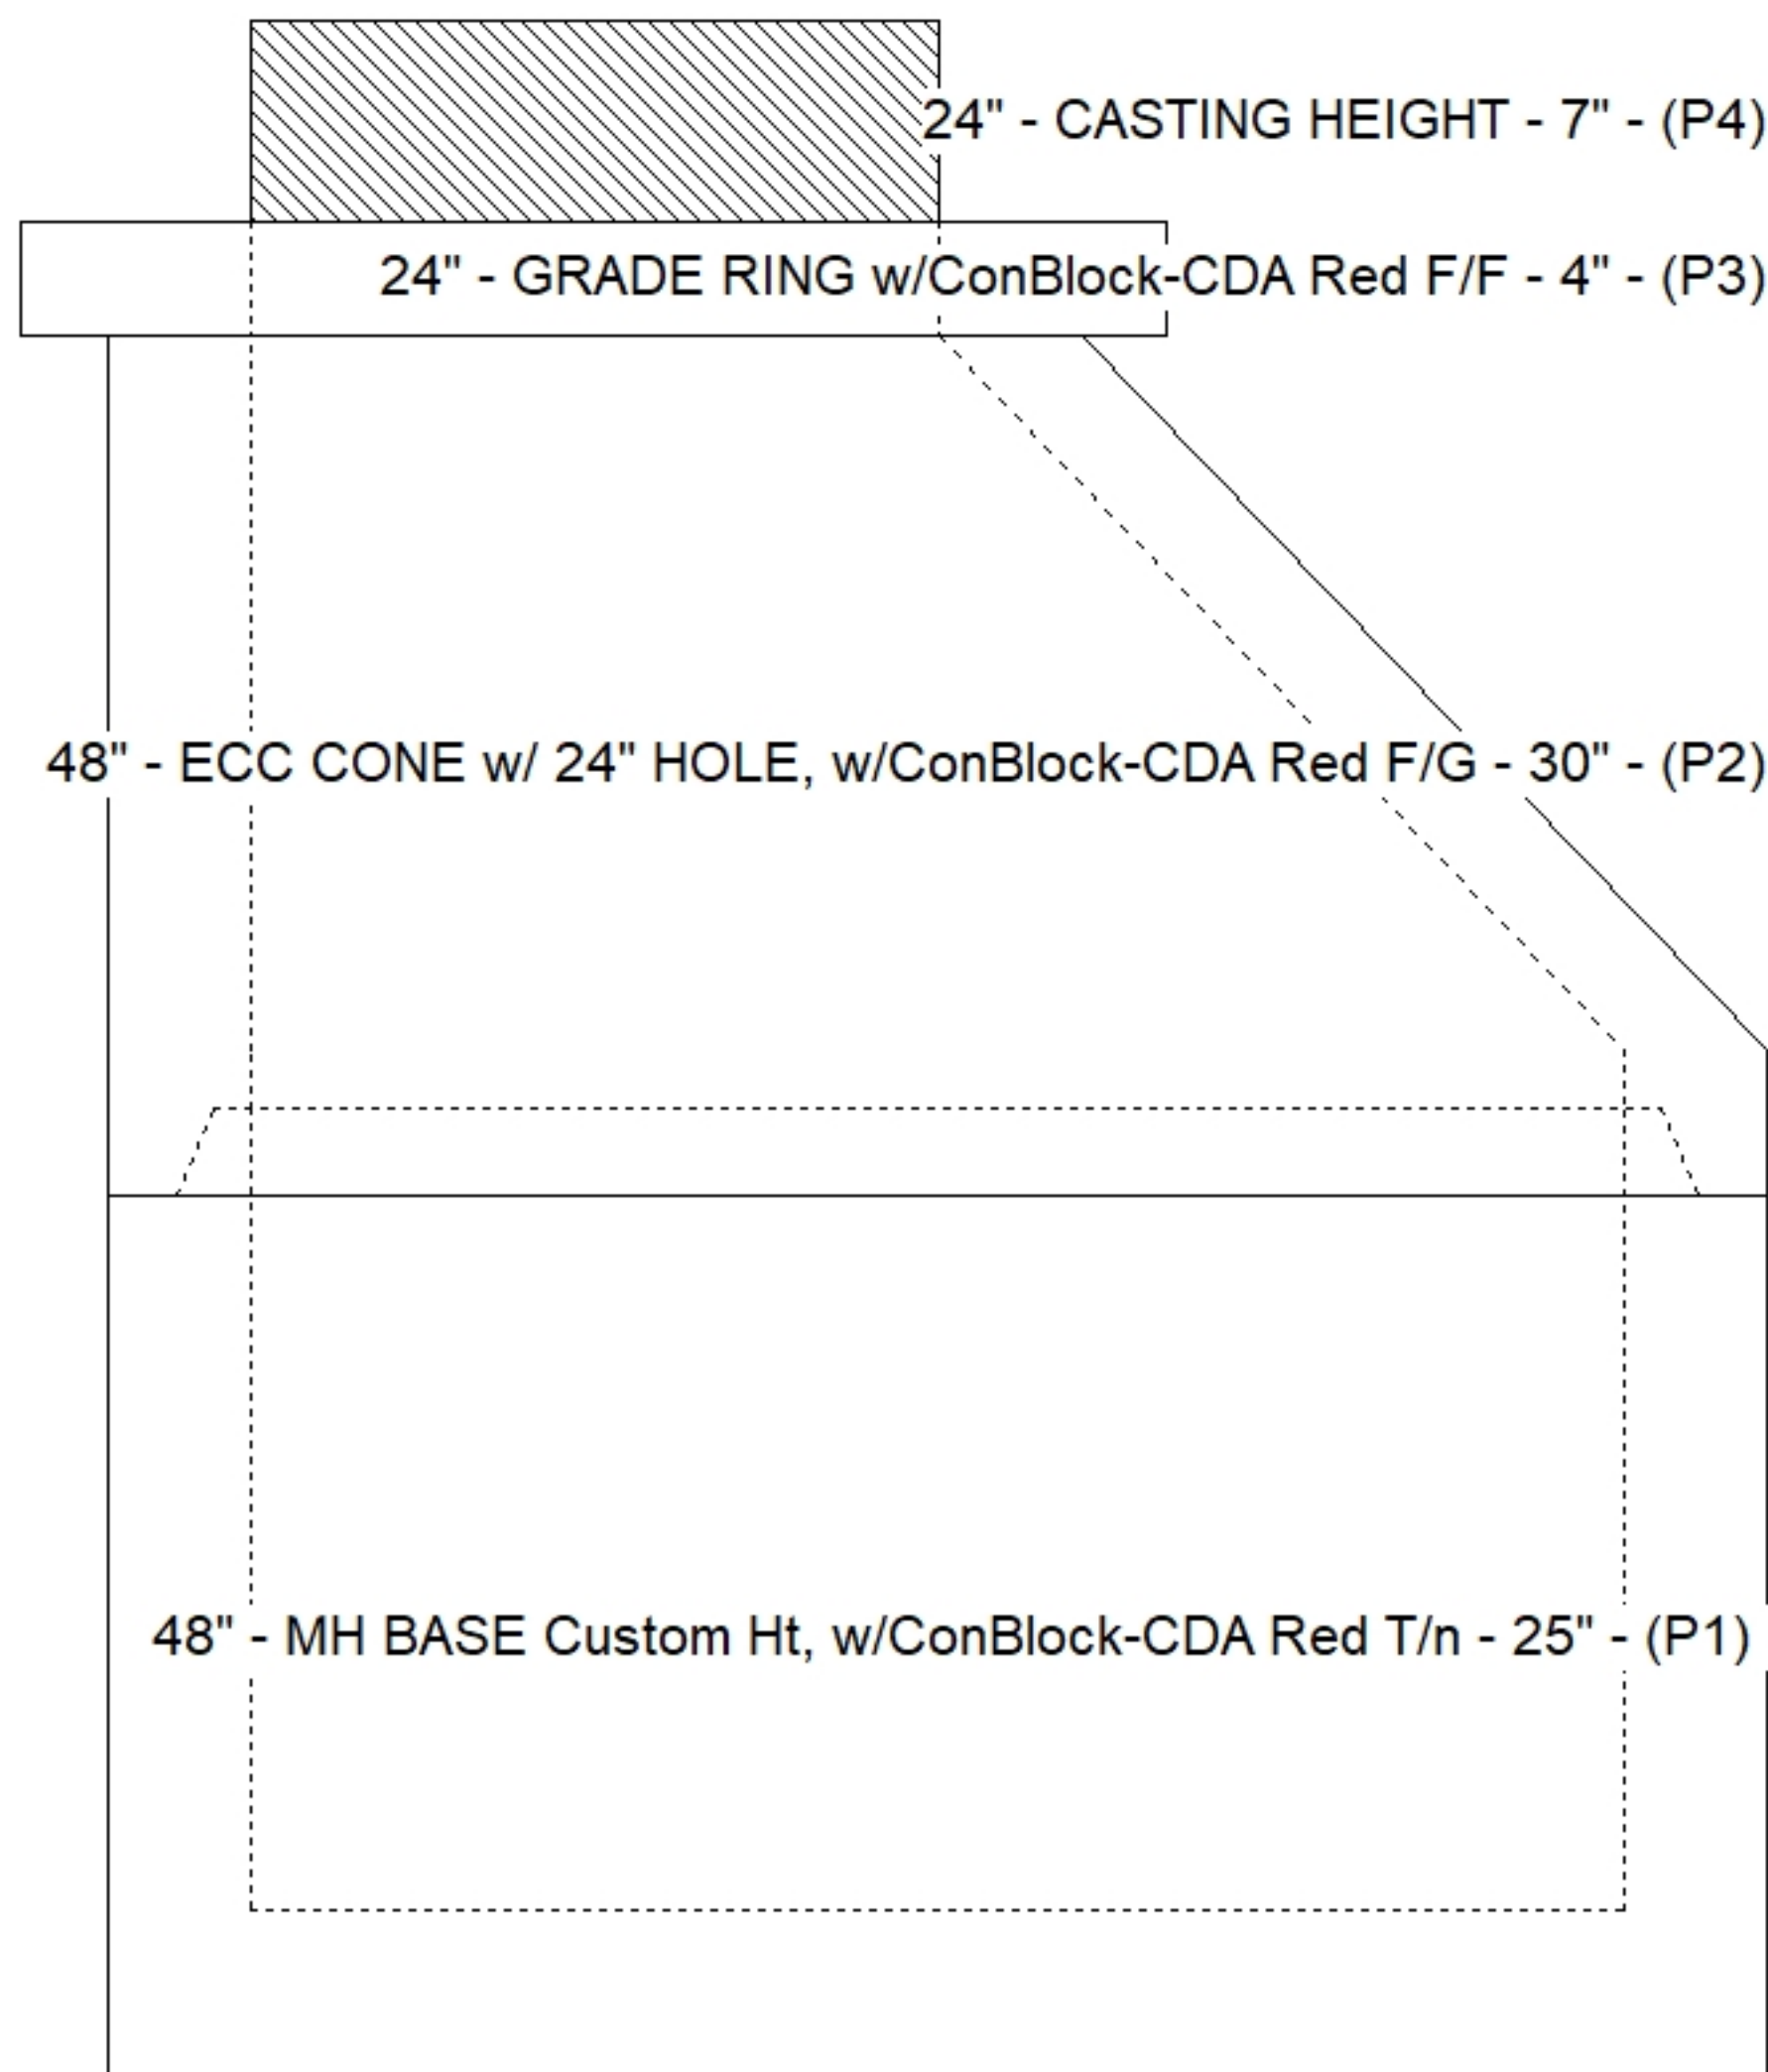 24" - CASTING HEIGHT - 7" - (P4)
24" - GRADE RING w/ConBlock-CDA Red F/F - 4" - (P3)
48" - ECC CONE w/ 24" HOLE, w/ConBlock-CDA Red F/G - 30" - (P2)
48" - MH BASE Custom Ht, w/ConBlock-CDA Red T/n - 25" - (P1)